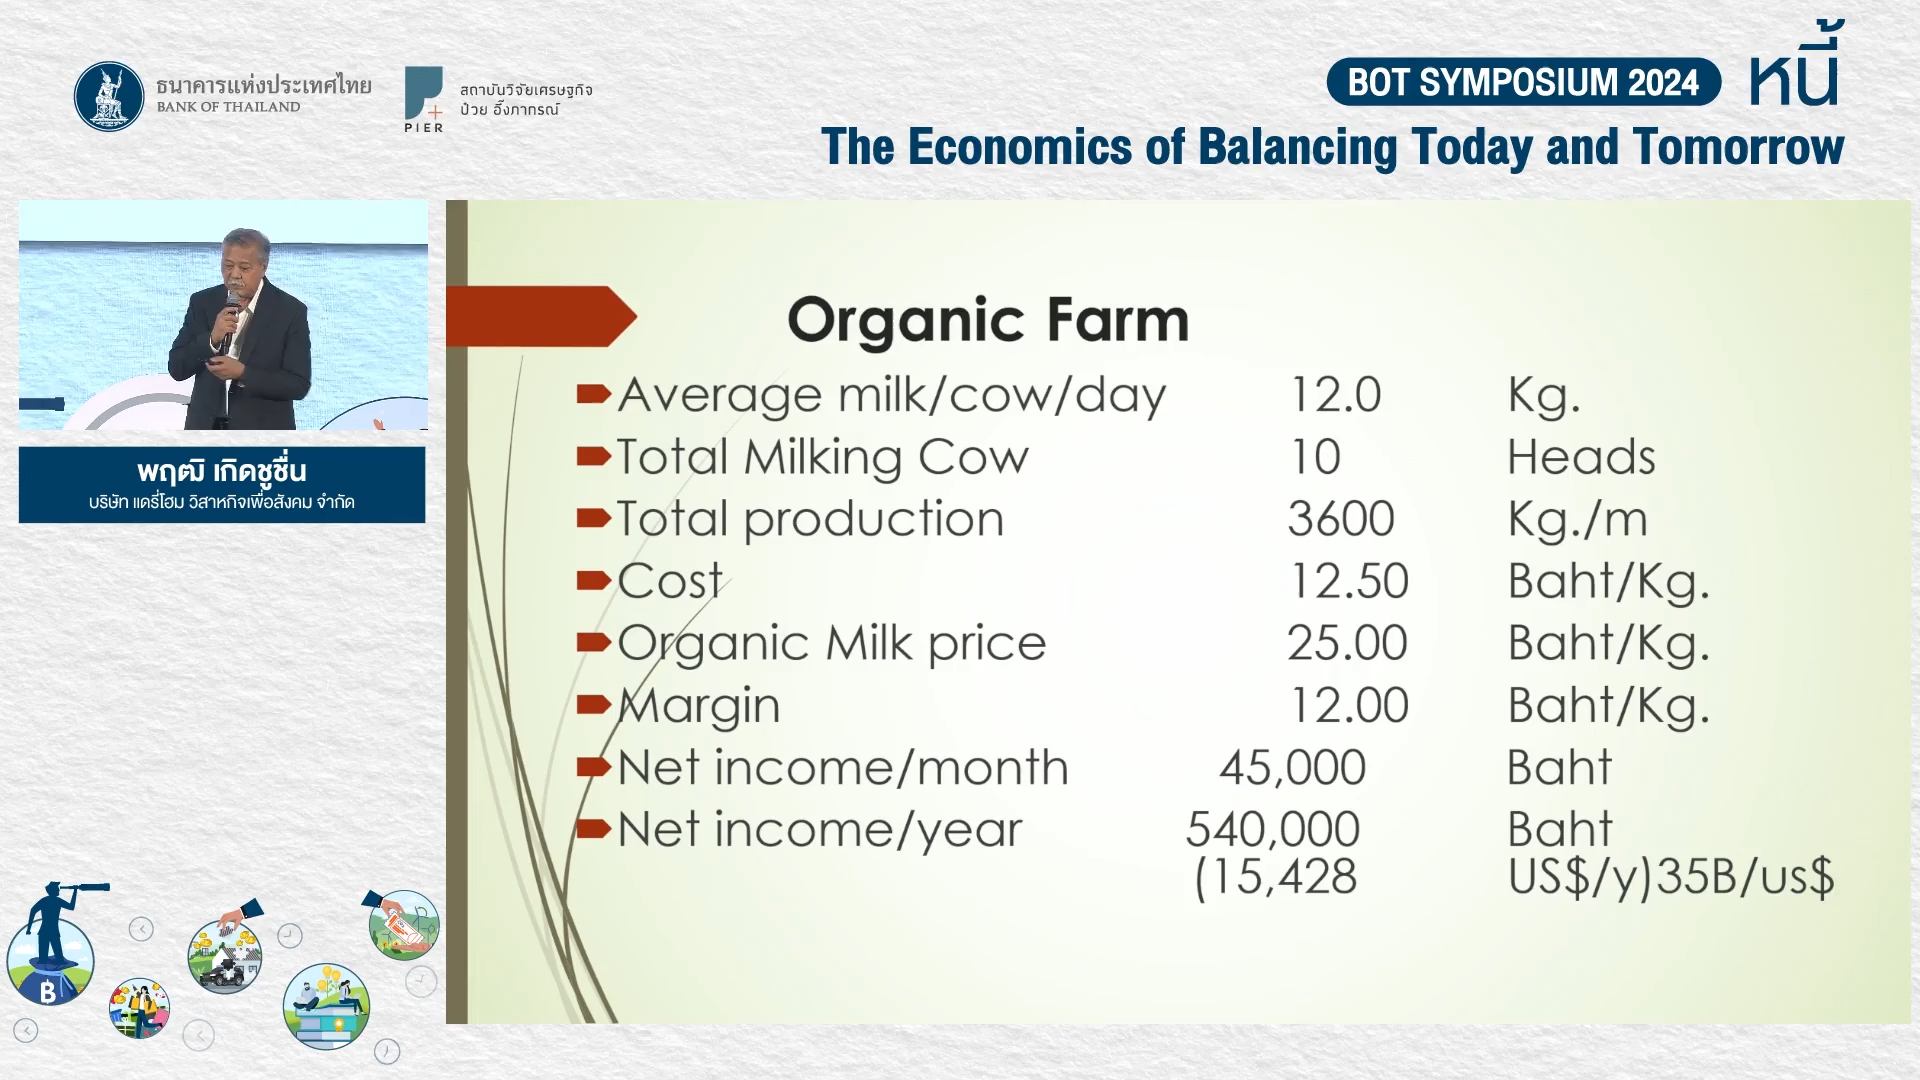 ธนาคารแห่งประเทศไทย
BANK OF THAILAND
PIER
สถาบันวิจัยเศรษฐกิจ
ป๋วย อึ๊งภากรณ์
BOT SYMPOSIUM 2024
หนี้
The Economics of Balancing Today and Tomorrow
พฤฒิ เกิดชูชื่น
บริษัท แดรี่โฮม วิสาหกิจเพื่อสังคม จำกัด
Organic Farm
Average milk/cow/day 12.0 Kg.
Total Milking Cow 10 Heads
Total production 3600 Kg./m
Cost 12.50 Baht/Kg.
Organic Milk price 25.00 Baht/Kg.
Margin 12.00 Baht/Kg.
Net income/month 45,000 Baht
Net income/year 540,000 Baht
(15,428 US$/y)35B/us$
฿